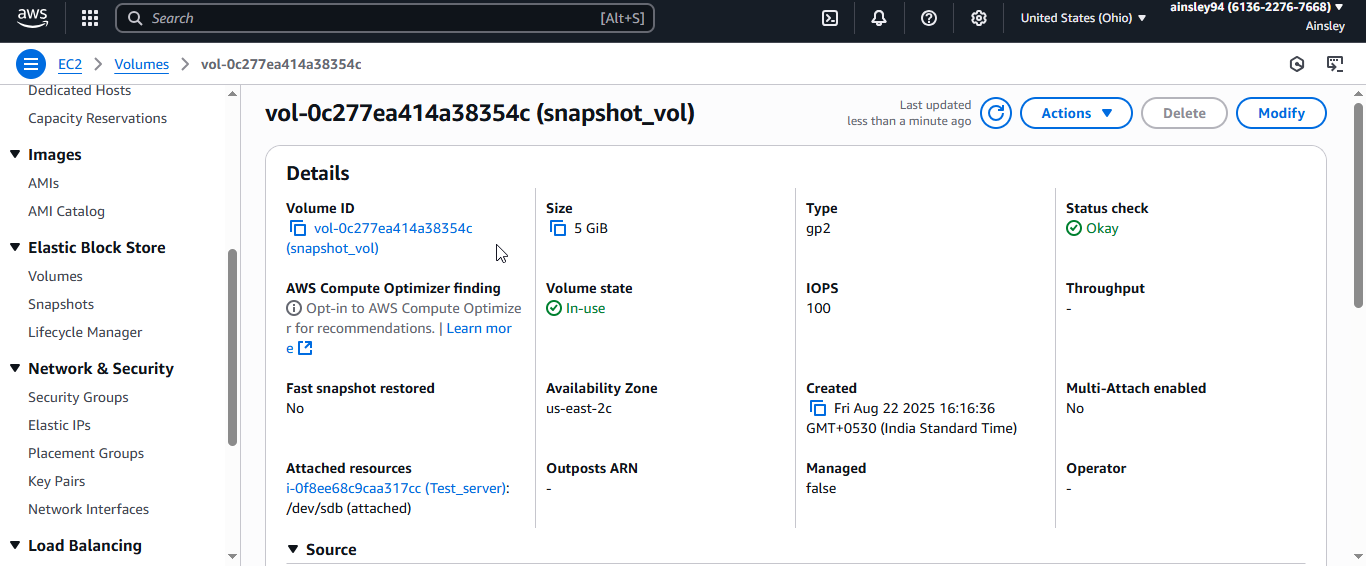 aws
Search
[Alt+S]
United States (Ohio)
ainsley94 (6136-2276-7668)
Ainsley
EC2
Volumes
vol-0c277ea414a38354c
Dedicated Hosts
Capacity Reservations
Images
AMIs
AMI Catalog
Elastic Block Store
Volumes
Snapshots
Lifecycle Manager
Network & Security
Security Groups
Elastic IPs
Placement Groups
Key Pairs
Network Interfaces
Load Balancing
vol-0c277ea414a38354c (snapshot_vol)
Last updated
less than a minute ago
Actions
Delete
Modify
Details
Volume ID
vol-0c277ea414a38354c
(snapshot_vol)
Size
5 GiB
Type
gp2
Status check
Okay
AWS Compute Optimizer finding
Opt-in to AWS Compute Optimize
r for recommendations. | Learn mor
e
Volume state
In-use
IOPS
100
Throughput
-
Fast snapshot restored
No
Availability Zone
us-east-2c
Created
Fri Aug 22 2025 16:16:36
GMT+0530 (India Standard Time)
Multi-Attach enabled
No
Attached resources
i-0f8ee68c9caa317cc (Test_server):
/dev/sdb (attached)
Outposts ARN
-
Managed
false
Operator
-
Source